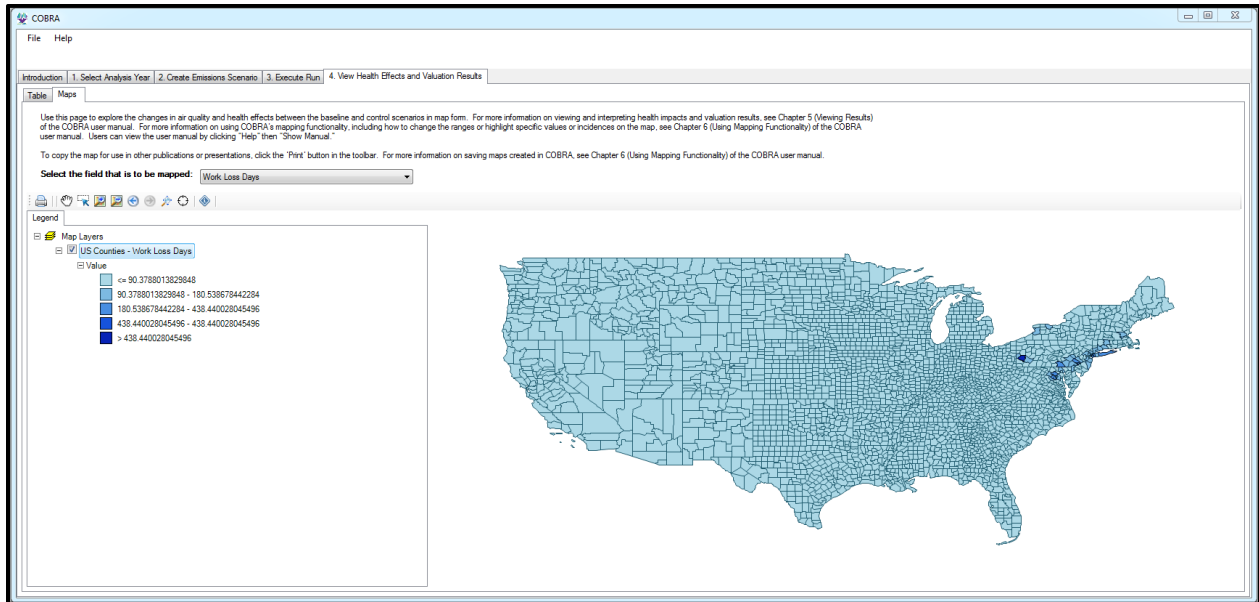 COBRA
File Help
Introduction 1. Select Analysis Year 2. Create Emissions Scenario 3. Execute Run 4. View Health Effects and Valuation Results
Table Maps
Use this page to explore the changes in air quality and health effects between the baseline and control scenarios in map form. For more information on viewing and interpreting health impacts and valuation results, see Chapter 5 (Viewing Results)
of the COBRA user manual. For more information on using COBRA's mapping functionality, including how to change the ranges or highlight specific values or incidences on the map, see Chapter 6 (Using Mapping Functionality) of the COBRA
user manual. Users can view the user manual by clicking "Help" then "Show Manual."
To copy the map for use in other publications or presentations, click the 'Print' button in the toolbar. For more information on saving maps created in COBRA, see Chapter 6 (Using Mapping Functionality) of the COBRA user manual.
Select the field that is to be mapped: Work Loss Days
Legend
Map Layers
US Counties - Work Loss Days
Value
<= 90.3788013829848
90.3788013829848 - 180.538678442284
180.538678442284 - 438.440028045496
438.440028045496 - 438.440028045496
> 438.440028045496